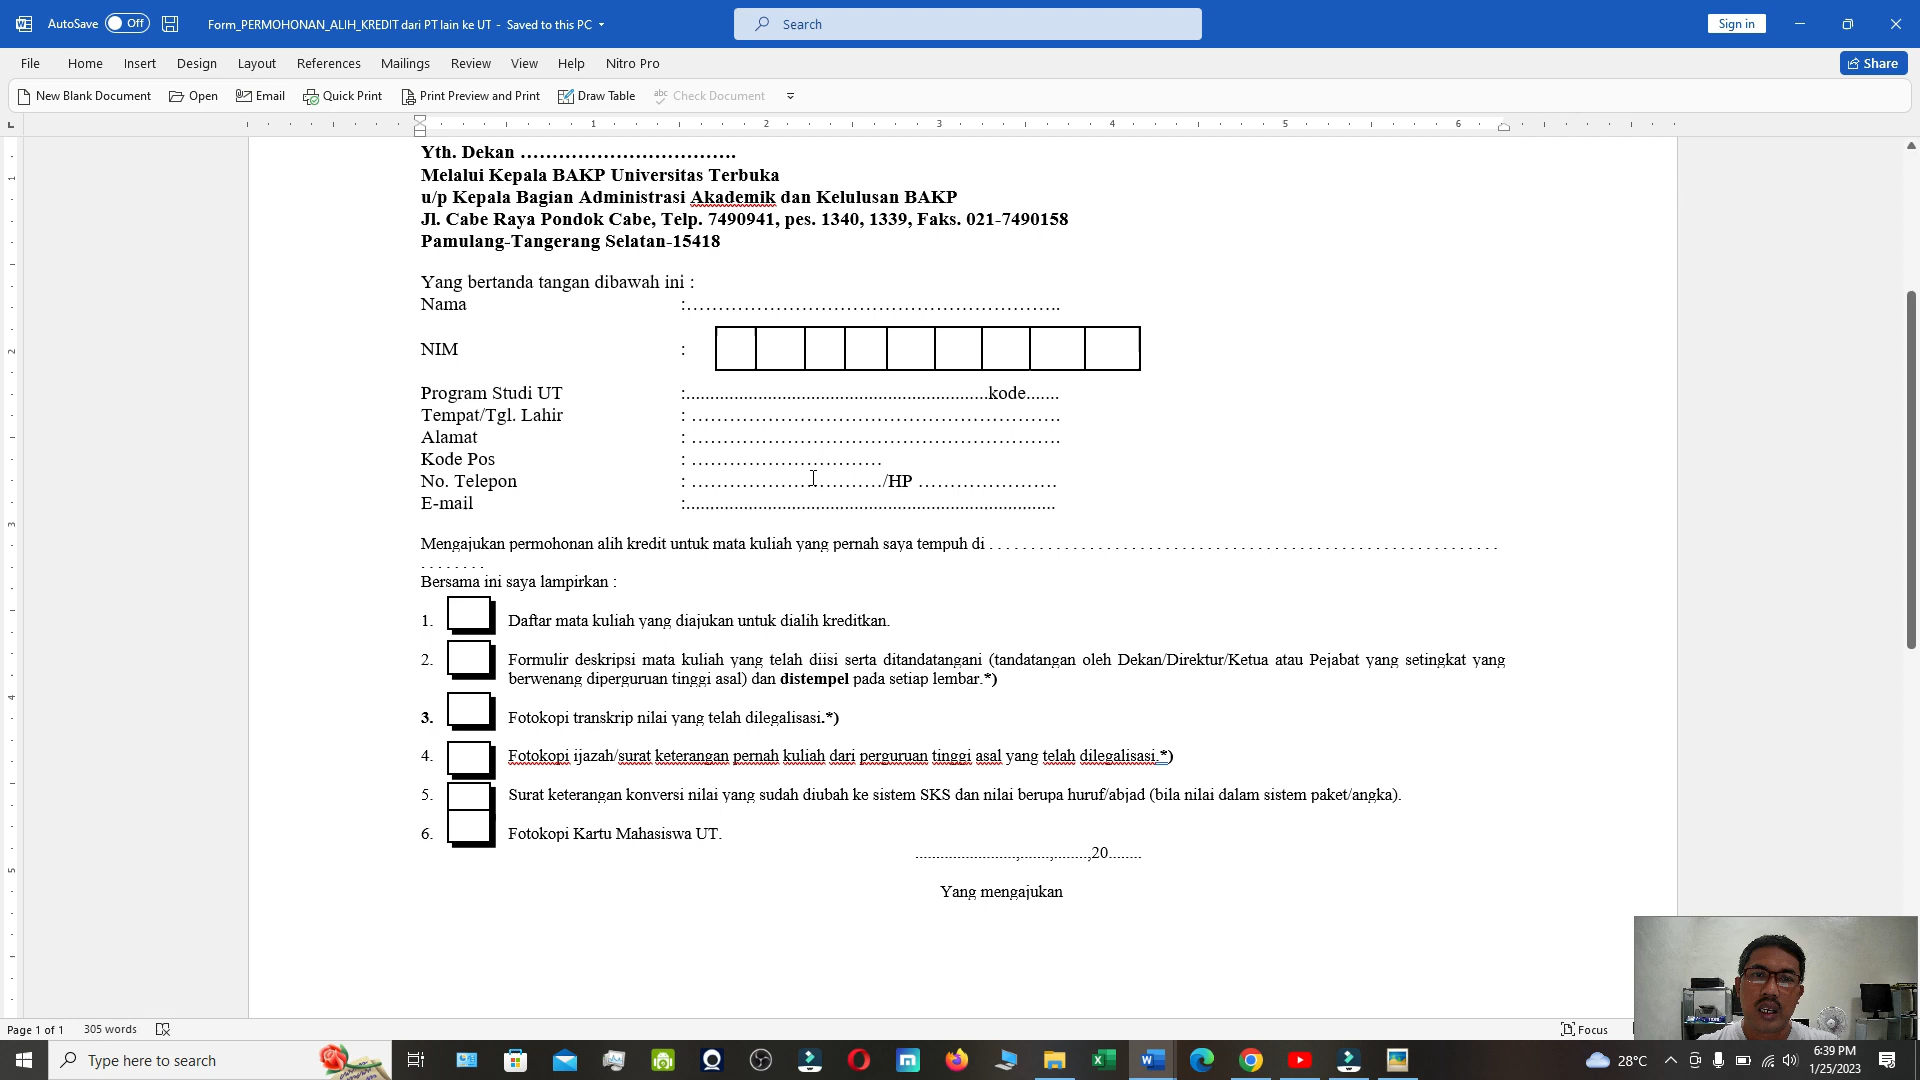 AutoSave Off Form_PERMOHONAN_ALIH_KREDIT dari PT lain ke UT - Saved to this PC Search Sign in
File Home Insert Design Layout References Mailings Review View Help Nitro Pro Share
New Blank Document Open Email Quick Print Print Preview and Print Draw Table Check Document
1 2 3 4 5 6
Yth. Dekan …………………………….
Melalui Kepala BAKP Universitas Terbuka
u/p Kepala Bagian Administrasi Akademik dan Kelulusan BAKP
Jl. Cabe Raya Pondok Cabe, Telp. 7490941, pes. 1340, 1339, Faks. 021-7490158
Pamulang-Tangerang Selatan-15418
Yang bertanda tangan dibawah ini :
Nama :…………………………………………………..
NIM :
Program Studi UT :...............................................................kode.......
Tempat/Tgl. Lahir : ………………………………………………….
Alamat : ………………………………………………….
Kode Pos : …………………………
No. Telepon : …………………………/HP ………………….
E-mail :.............................................................................
Mengajukan permohonan alih kredit untuk mata kuliah yang pernah saya tempuh di . . . . . . . . . . . . . . . . . . . . . . . . . . . . . . . . . . . . . . . . . . . . . . . . . . . . . . . . . . . . .
. . . . . . . .
Bersama ini saya lampirkan :
1. Daftar mata kuliah yang diajukan untuk dialih kreditkan.
2. Formulir deskripsi mata kuliah yang telah diisi serta ditandatangani (tandatangan oleh Dekan/Direktur/Ketua atau Pejabat yang setingkat yang
berwenang diperguruan tinggi asal) dan distempel pada setiap lembar.*)
3. Fotokopi transkrip nilai yang telah dilegalisasi.*)
4. Fotokopi ijazah/surat keterangan pernah kuliah dari perguruan tinggi asal yang telah dilegalisasi.*)
5. Surat keterangan konversi nilai yang sudah diubah ke sistem SKS dan nilai berupa huruf/abjad (bila nilai dalam sistem paket/angka).
6. Fotokopi Kartu Mahasiswa UT.
........................,.......,........,20........
Yang mengajukan
Page 1 of 1 305 words Focus
Type here to search 28°C 6:39 PM
1/25/2023